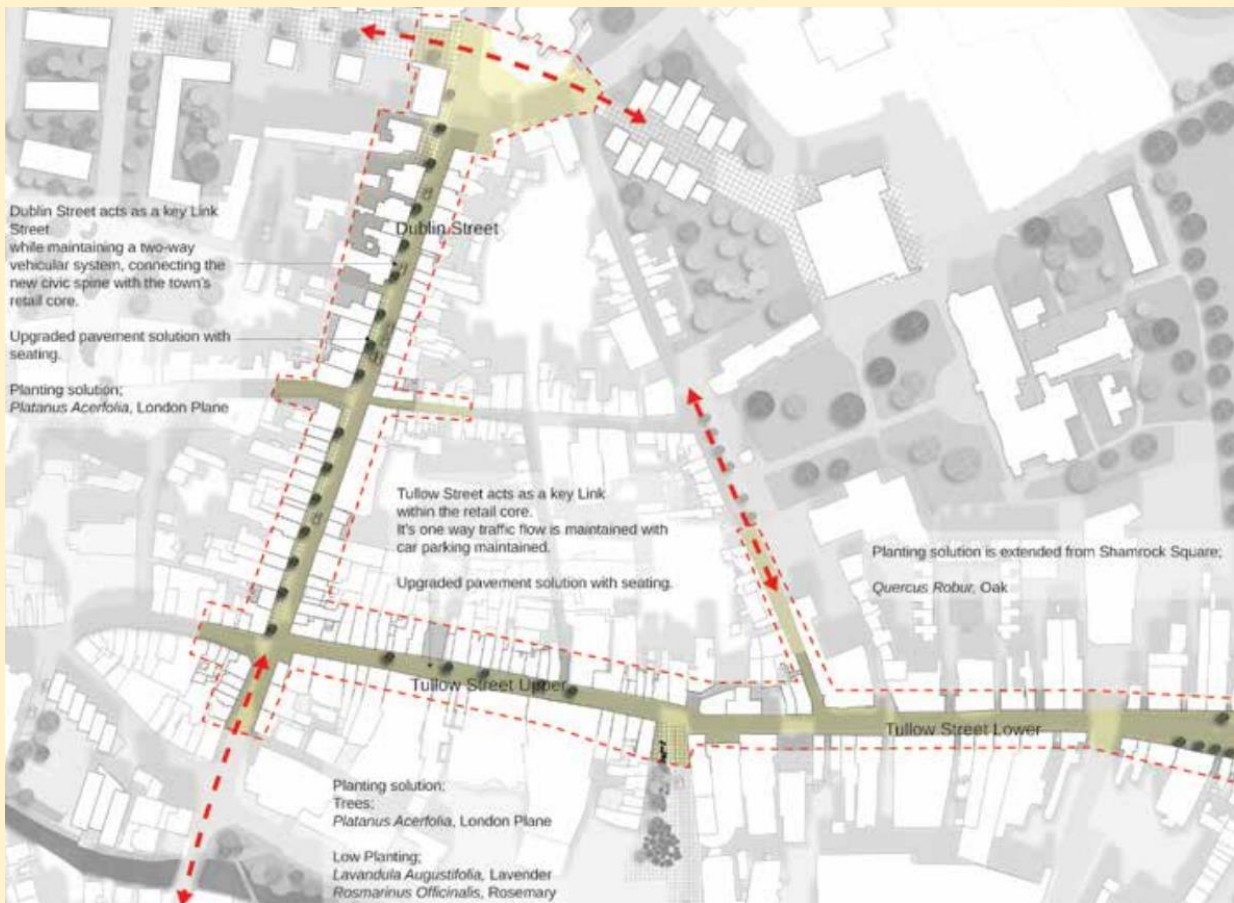 Dublin Street acts as a key Link
Street
while maintaining a two-way
vehicular system, connecting the
new civic spine with the town's
retail core.
Upgraded pavement solution with
seating.
Planting solution;
Platanus Acerfolia, London Plane
Dublin Street
Tullow Street acts as a key Link
within the retail core.
It's one way traffic flow is maintained with
car parking maintained.
Upgraded pavement solution with seating.
Planting solution is extended from Shamrock Square;
Quercus Robur, Oak
Tullow Street Upper
Tullow Street Lower
Planting solution;
Trees;
Platanus Acerfolia, London Plane
Low Planting;
Lavandula Augustifolia, Lavender
Rosmarinus Officinalis, Rosemary